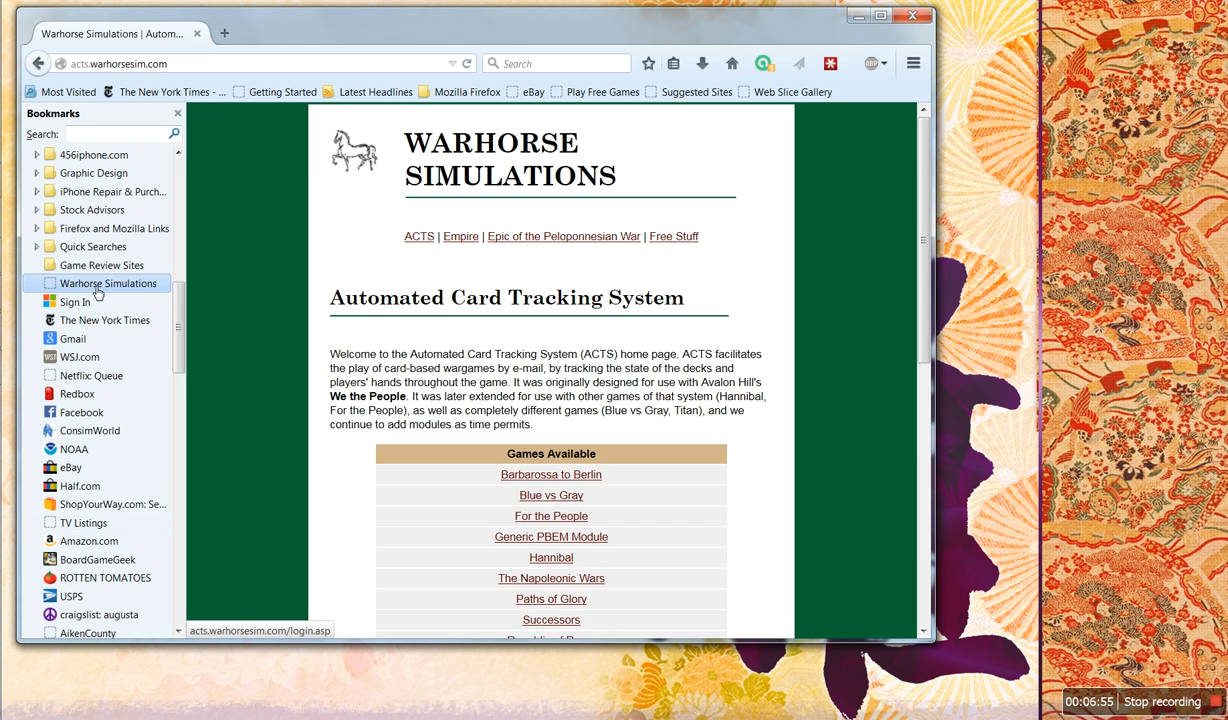 Warhorse Simulations | Autom...
acts.warhorsesim.com
Search
ABP
Most Visited The New York Times - ... Getting Started Latest Headlines Mozilla Firefox eBay Play Free Games Suggested Sites Web Slice Gallery
Bookmarks
Search:
456iphone.com
Graphic Design
iPhone Repair & Purch...
Stock Advisors
Firefox and Mozilla Links
Quick Searches
Game Review Sites
Warhorse Simulations
Sign In
The New York Times
Gmail
WSJ.com
Netflix: Queue
Redbox
Facebook
ConsimWorld
NOAA
eBay
Half.com
ShopYourWay.com: Se...
TV Listings
Amazon.com
BoardGameGeek
ROTTEN TOMATOES
USPS
craigslist: augusta
AikenCounty
WARHORSE
SIMULATIONS
ACTS | Empire | Epic of the Peloponnesian War | Free Stuff
Automated Card Tracking System
Welcome to the Automated Card Tracking System (ACTS) home page. ACTS facilitates
the play of card-based wargames by e-mail, by tracking the state of the decks and
players' hands throughout the game. It was originally designed for use with Avalon Hill's
We the People. It was later extended for use with other games of that system (Hannibal,
For the People), as well as completely different games (Blue vs Gray, Titan), and we
continue to add modules as time permits.
Games Available
Barbarossa to Berlin
Blue vs Gray
For the People
Generic PBEM Module
Hannibal
The Napoleonic Wars
Paths of Glory
Successors
acts.warhorsesim.com/login.asp
00:06:55 | Stop recording